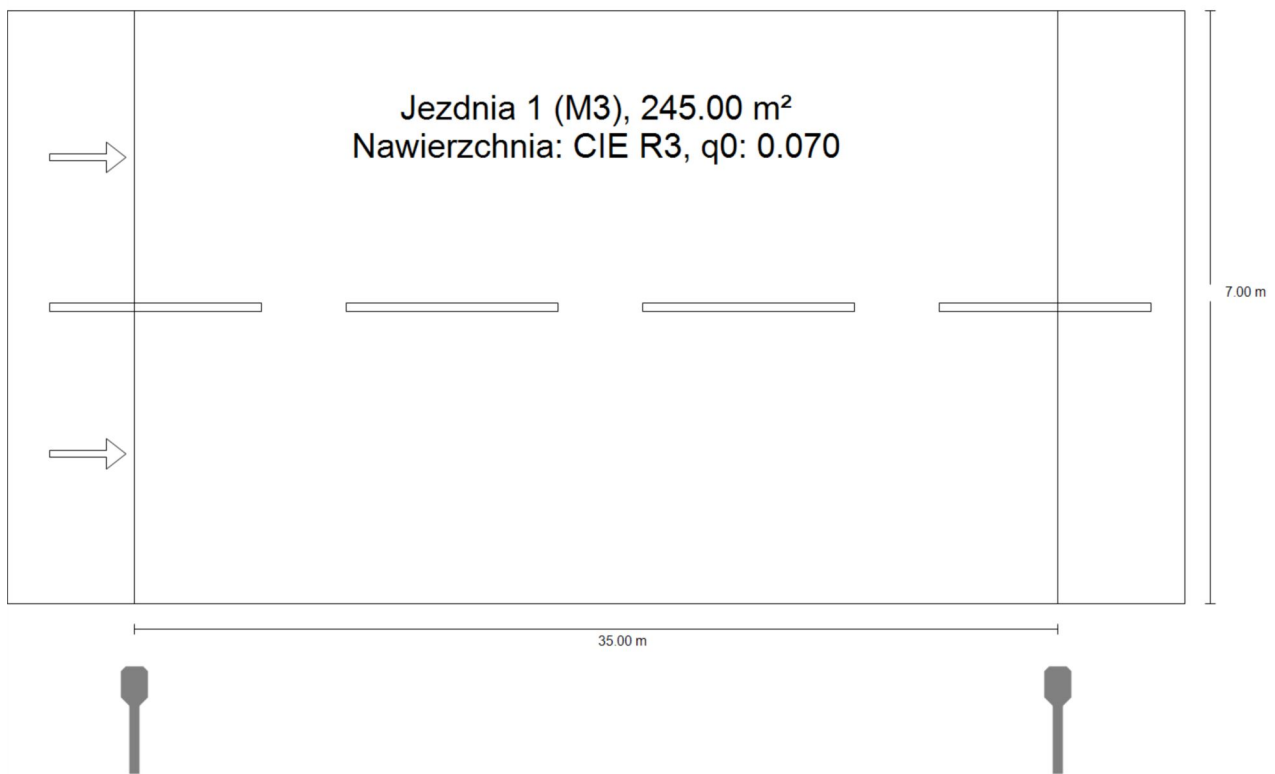 Jezdnia 1 (M3), 245.00 m²
Nawierzchnia: CIE R3, q0: 0.070
7.00 m
35.00 m